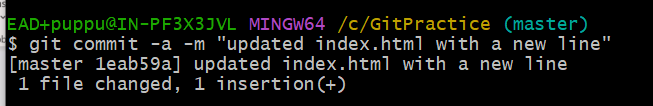 EAD+puppu@IN-PF3X3JVL MINGW64 /c/GitPractice (master)
$ git commit -a -m "updated index.html with a new line"
[master 1eab59a] updated index.html with a new line
 1 file changed, 1 insertion(+)